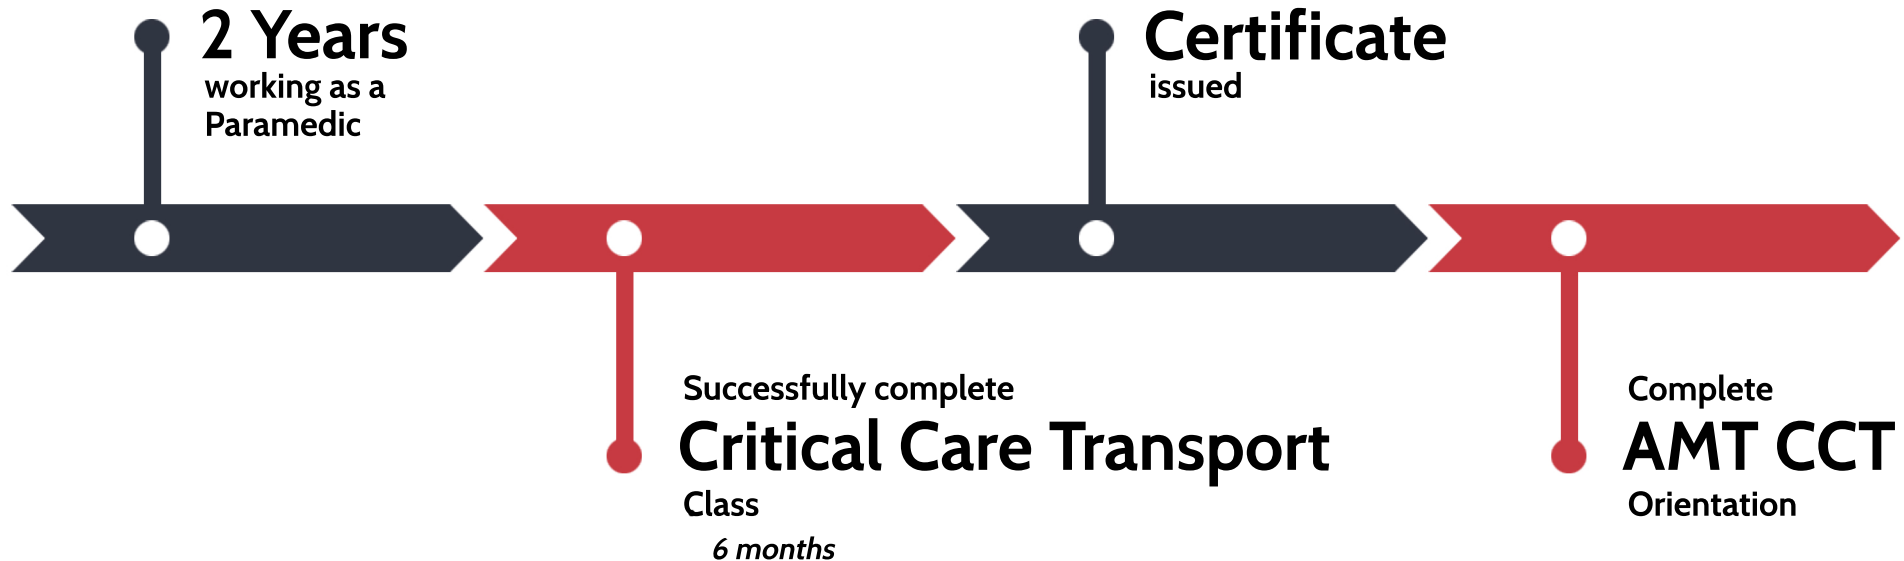 2 Years
working as a
Paramedic
Successfully complete
Critical Care Transport
Class
6 months
Certificate
issued
Complete
AMT CCT
Orientation